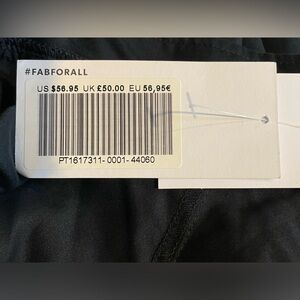 #FABFORALL
US $56.95 UK £50.00 EU 56,95€
PT1617311-0001-44060